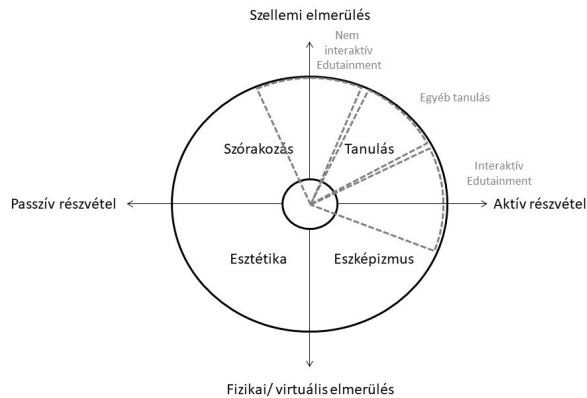 Szellemi elmerülés
Nem
interaktív
Edutainment
Egyéb tanulás
Szórakozás
Tanulás
Interaktív
Edutainment
Passzív részvétel
Aktív részvétel
Esztétika
Eszképizmus
Fizikai/ virtuális elmerülés